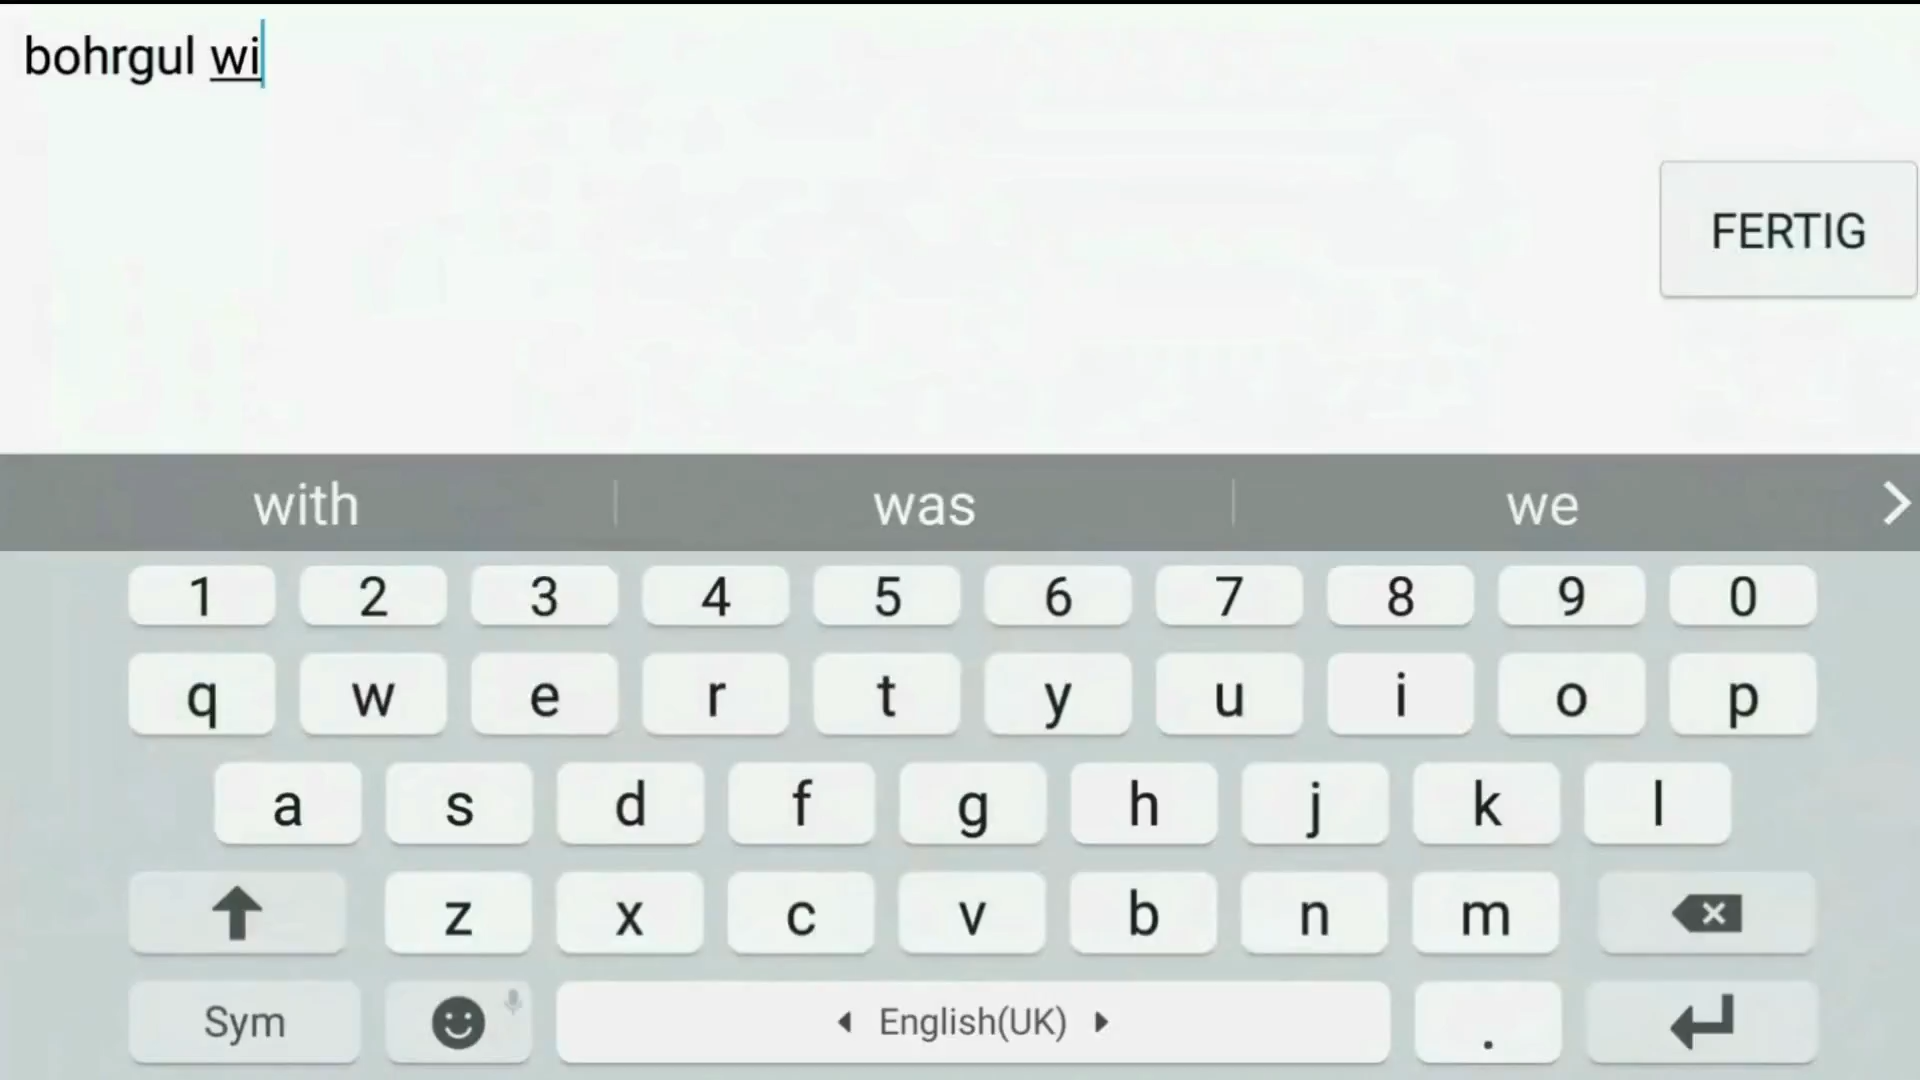 bohrgul wi
FERTIG
with was we
1 2 3 4 5 6 7 8 9 0
q w e r t y u i o p
a s d f g h j k l
z x c v b n m
Sym English(UK) .